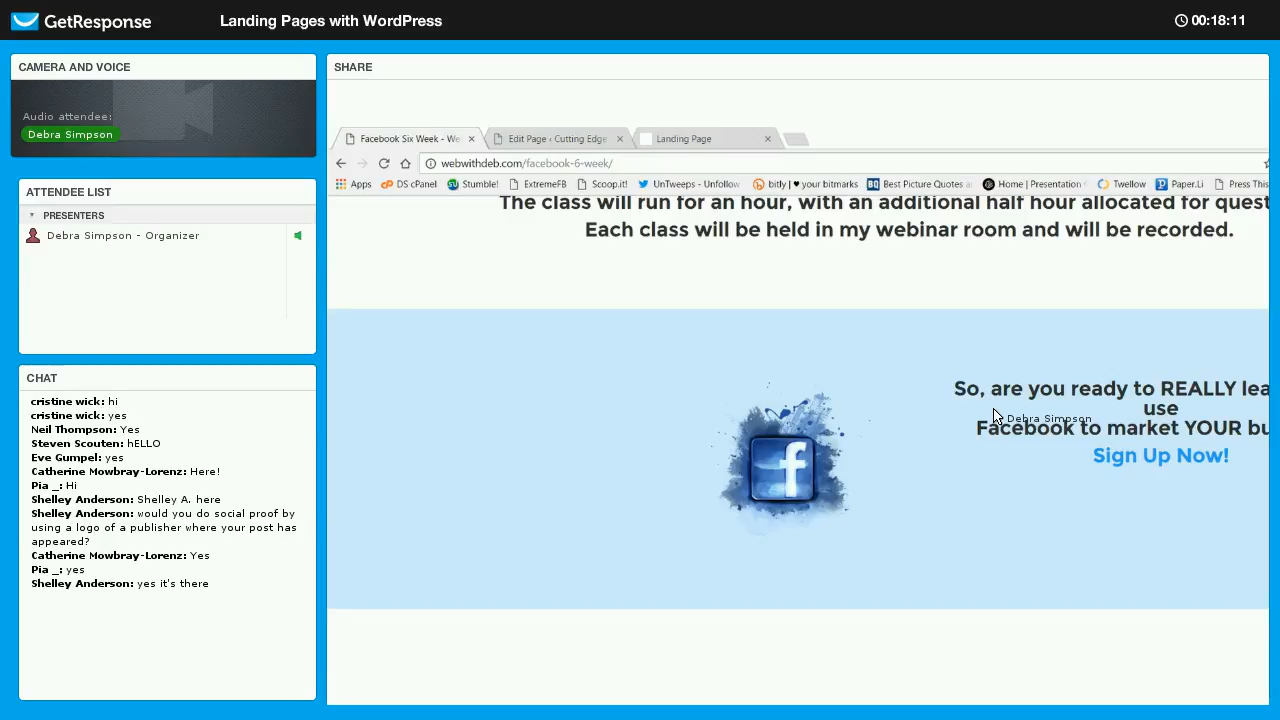 GetResponse
Landing Pages with WordPress
00:18:11
CAMERA AND VOICE
Audio attendee:
Debra Simpson
ATTENDEE LIST
PRESENTERS
Debra Simpson - Organizer
CHAT
cristine wick: hi
cristine wick: yes
Neil Thompson: Yes
Steven Scouten: hELLO
Eve Gumpel: yes
Catherine Mowbray-Lorenz: Here!
Pia _: Hi
Shelley Anderson: Shelley A. here
Shelley Anderson: would you do social proof by
using a logo of a publisher where your post has
appeared?
Catherine Mowbray-Lorenz: Yes
Pia _: yes
Shelley Anderson: yes it's there
SHARE
Facebook Six Week - We
Edit Page ‹ Cutting Edge
Landing Page
webwithdeb.com/facebook-6-week/
Apps
DS cPanel
Stumble!
ExtremeFB
Scoop.it!
UnTweeps - Unfollow
bitly | ♥ your bitmarks
BQ
Best Picture Quotes a
Home | Presentation
Twellow
Paper.Li
Press This
The class will run for an hour, with an additional half hour allocated for quest
Each class will be held in my webinar room and will be recorded.
f
So, are you ready to REALLY lea
use
Debra Simpson
Facebook to market YOUR bu
Sign Up Now!